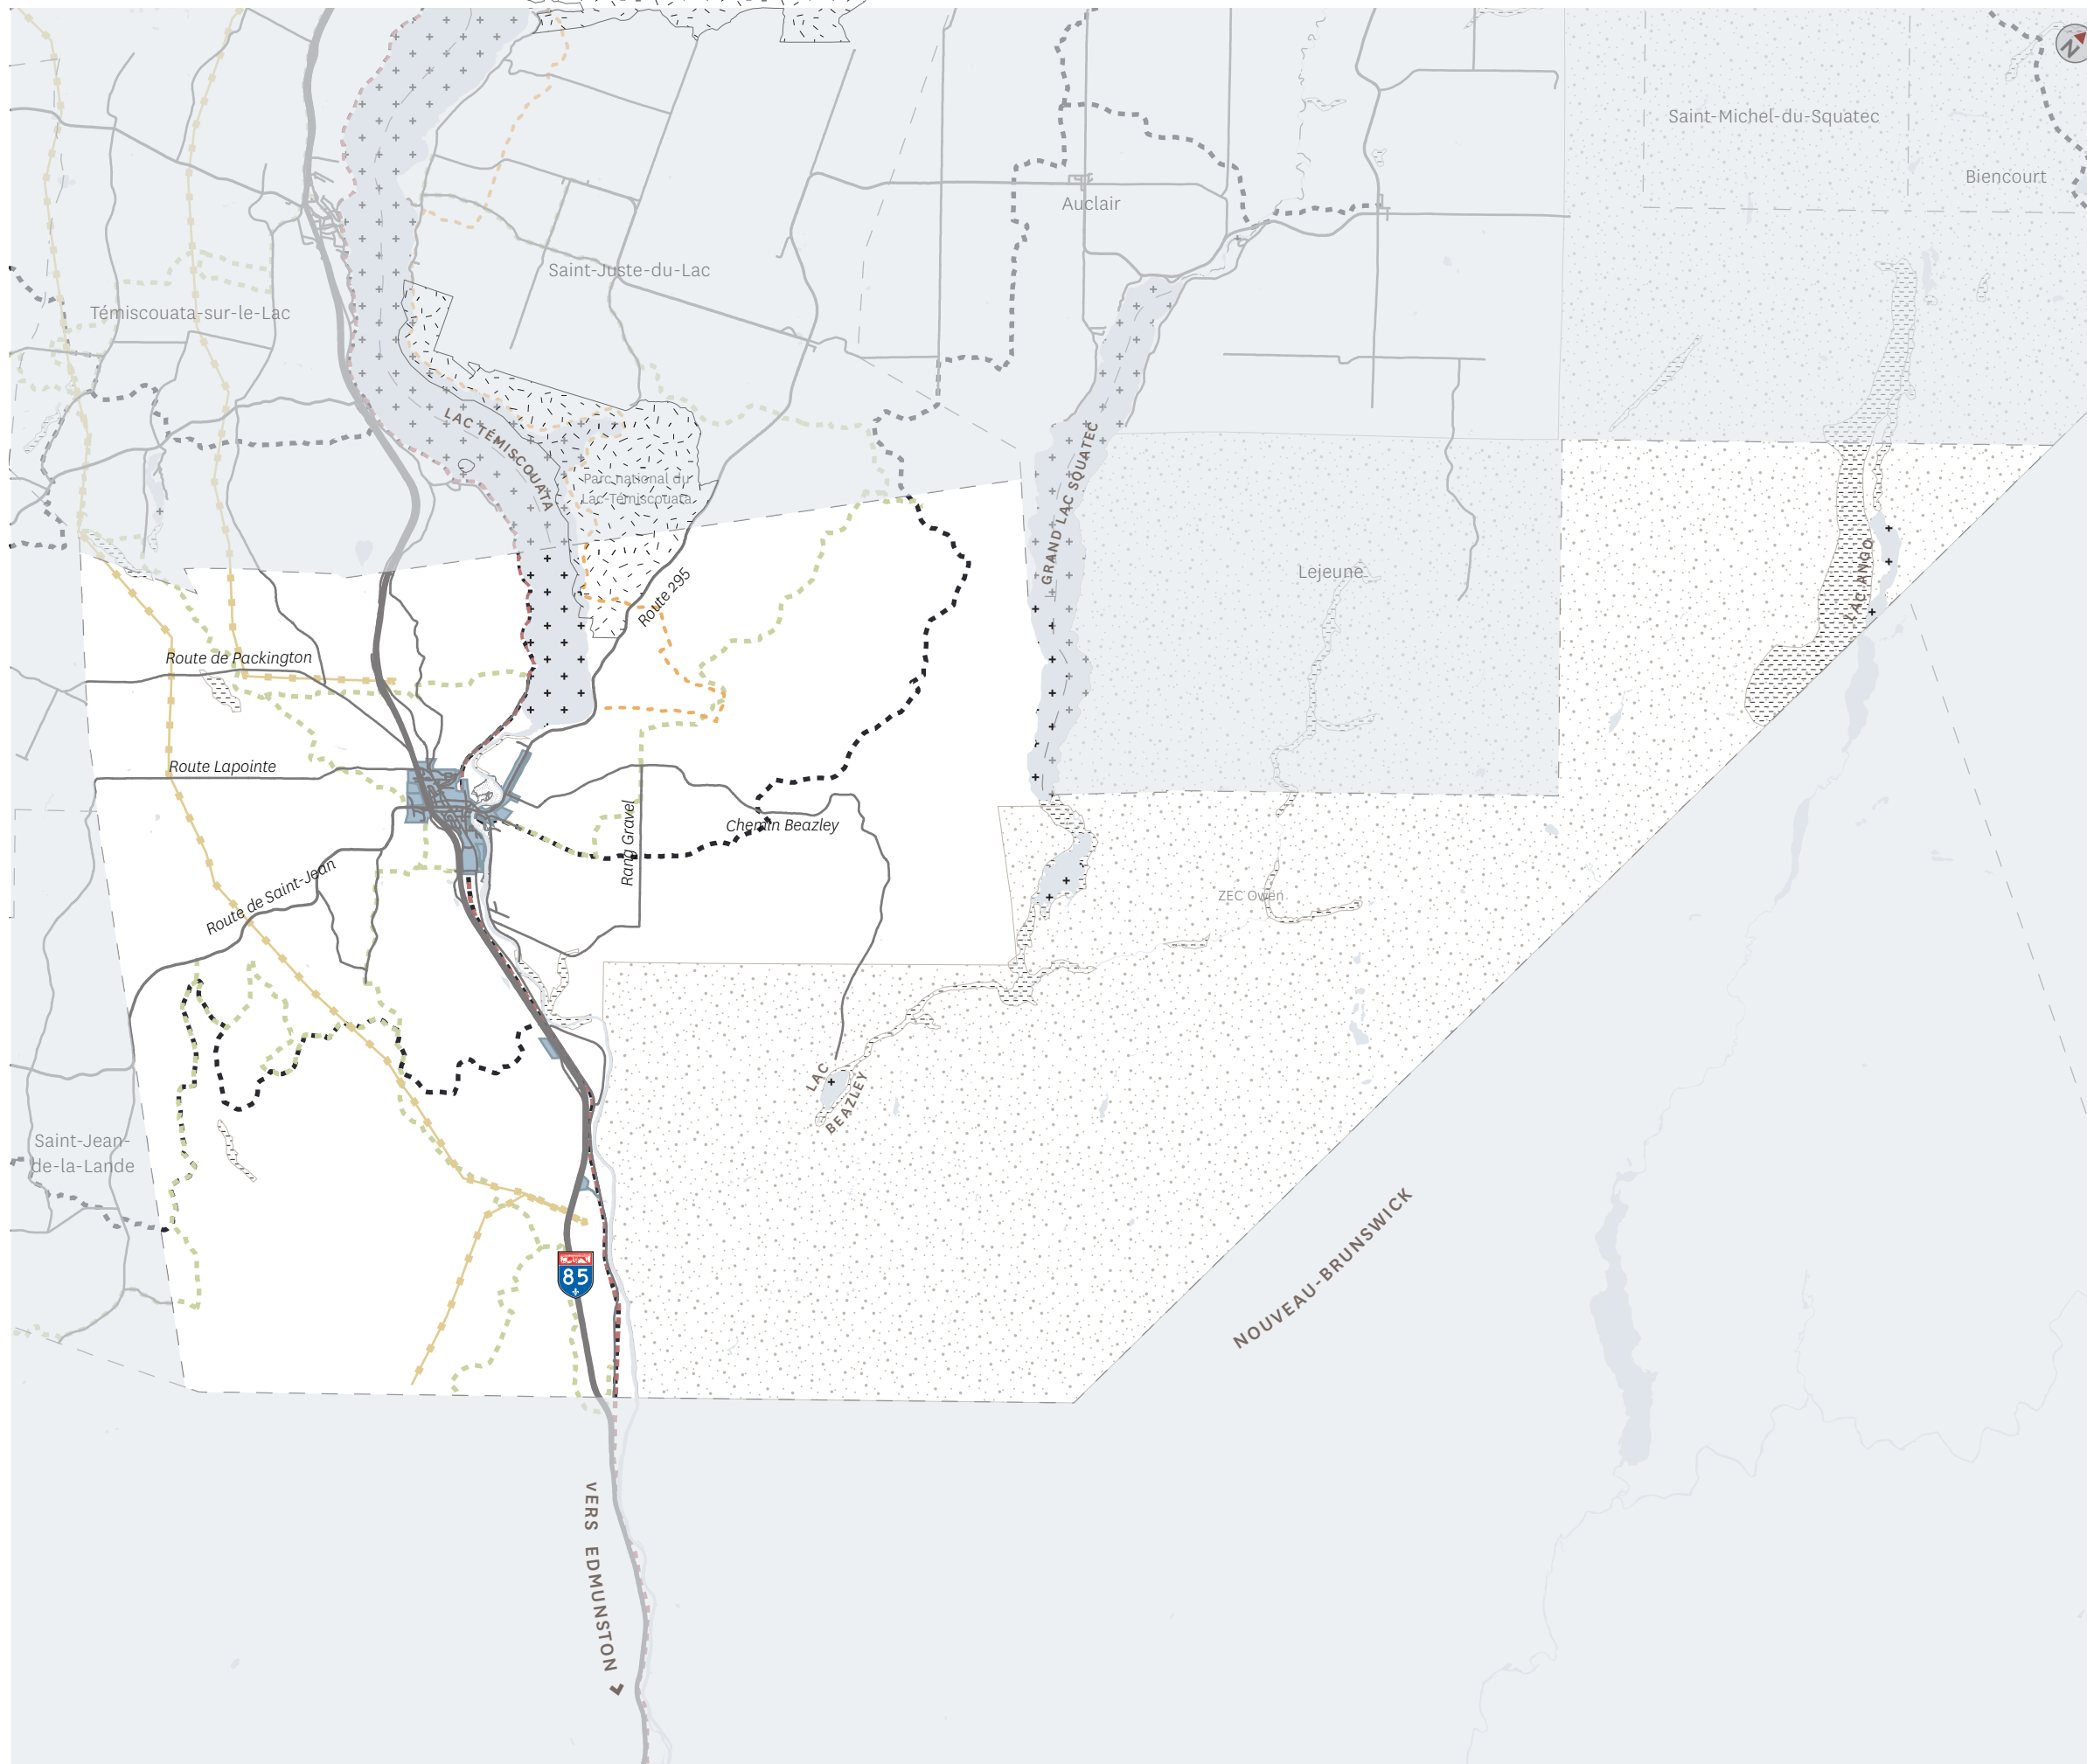 N
Saint-Michel-du-Squatec
Biencourt
Auclair
Saint-Juste-du-Lac
Témiscouata-sur-le-Lac
LAC TÉMISCOUATA
Parc national du
Lac-Témiscouata
GRAND LAC SQUATEC
Lejeune
LAC ANGO
Route 295
Route de Packington
Route Lapointe
Rang Gravel
Chemin Beazley
Route de Saint-Jean
ZEC Owen
LAC
BEAZLEY
Saint-Jean-
de-la-Lande
NOUVEAU-BRUNSWICK
85
VERS EDMUNSTON